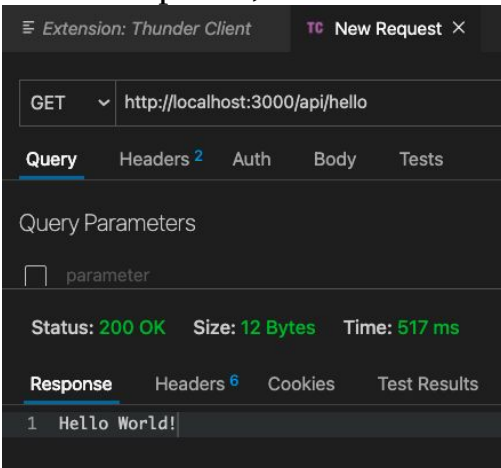 Extension: Thunder Client TC New Request ×
GET http://localhost:3000/api/hello
Query Headers 2 Auth Body Tests
Query Parameters
parameter
Status: 200 OK Size: 12 Bytes Time: 517 ms
Response Headers 6 Cookies Test Results
1 Hello World!